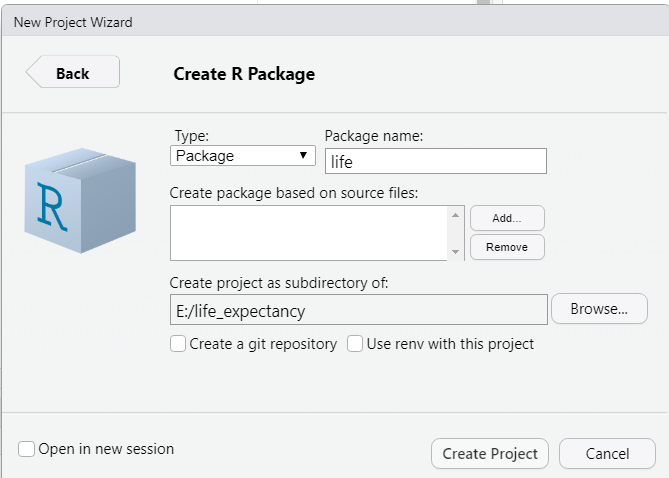 New Project Wizard
Back
Create R Package
Type:
Package name:
Package
life
R
Create package based on source files:
Add...
Remove
Create project as subdirectory of:
E:/life_expectancy
Browse...
Create a git repository
Use renv with this project
Open in new session
Create Project
Cancel